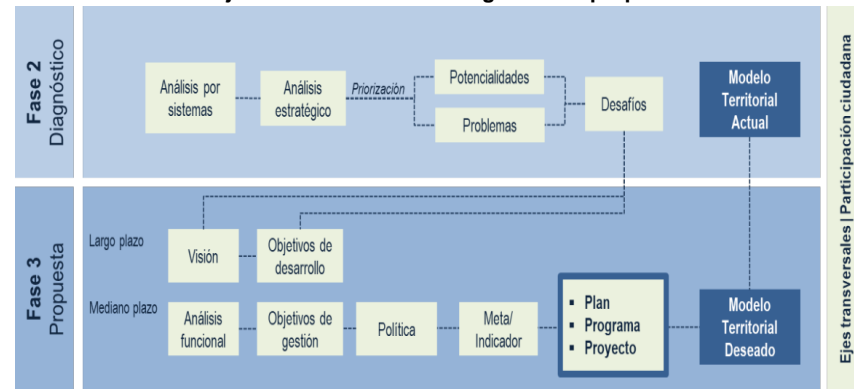 Fase 2
Diagnóstico
Análisis por
sistemas
Análisis
estratégico
Priorización
Potencialidades
Problemas
Desafíos
Modelo
Territorial
Actual
Fase 3
Propuesta
Largo plazo
Visión
Objetivos de
desarrollo
Mediano plazo
Análisis
funcional
Objetivos de
gestión
Política
Meta/
Indicador
▪ Plan
▪ Programa
▪ Proyecto
Modelo
Territorial
Deseado
Ejes transversales | Participación ciudadana